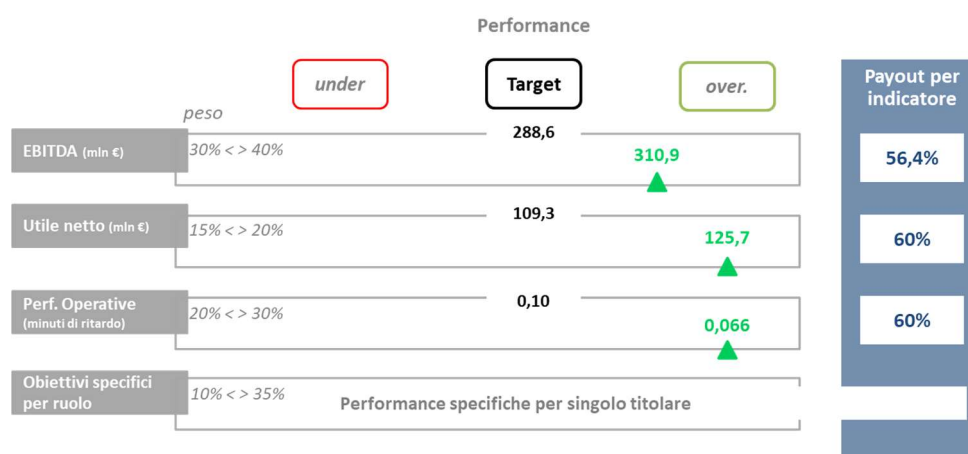 Performance
under
Target
over.
Payout per
indicatore
peso
EBITDA (mln €)
30% < > 40%
288,6
310,9
56,4%
Utile netto (mln €)
15% < > 20%
109,3
125,7
60%
Perf. Operative
(minuti di ritardo)
20% < > 30%
0,10
0,066
60%
Obiettivi specifici
per ruolo
10% < > 35%
Performance specifiche per singolo titolare